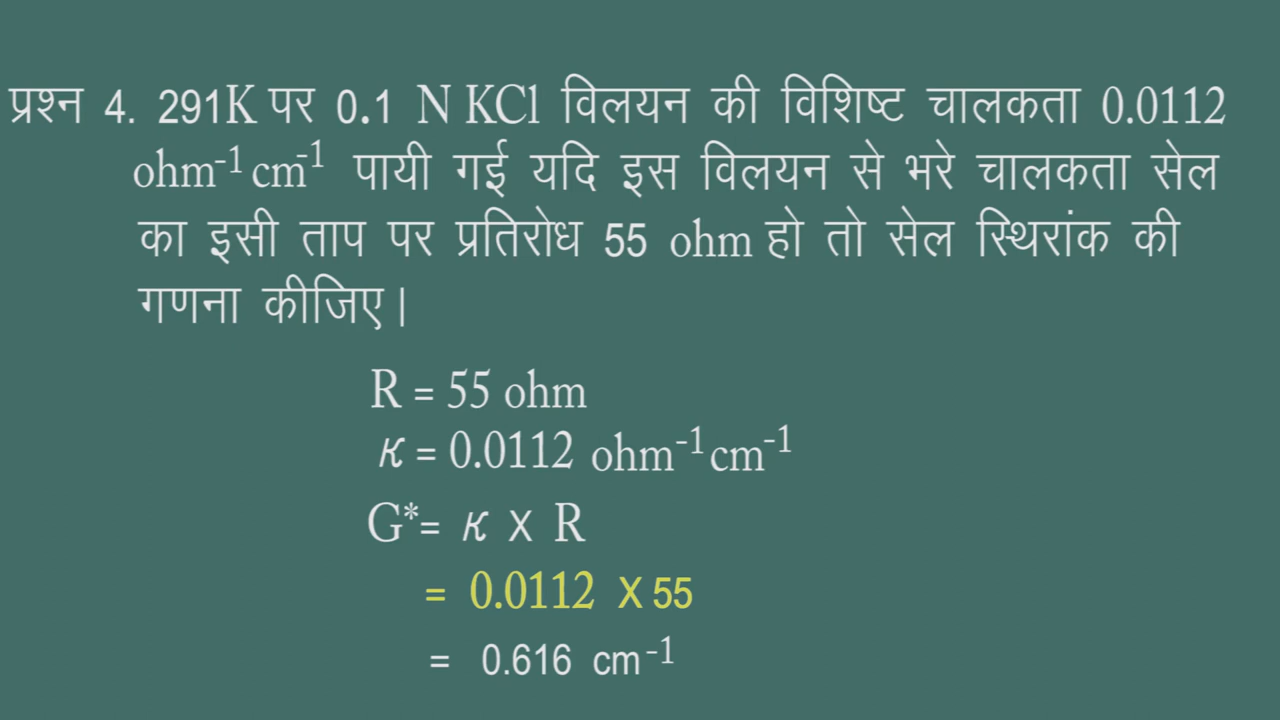 प्रश्न 4. 291K पर 0.1 N KCl विलयन की विशिष्ट चालकता 0.0112
ohm⁻¹ cm⁻¹ पायी गई यदि इस विलयन से भरे चालकता सेल
का इसी ताप पर प्रतिरोध 55 ohm हो तो सेल स्थिरांक की
गणना कीजिए।
R = 55 ohm
κ = 0.0112 ohm⁻¹ cm⁻¹
G*= κ X R
= 0.0112 X 55
= 0.616 cm⁻¹